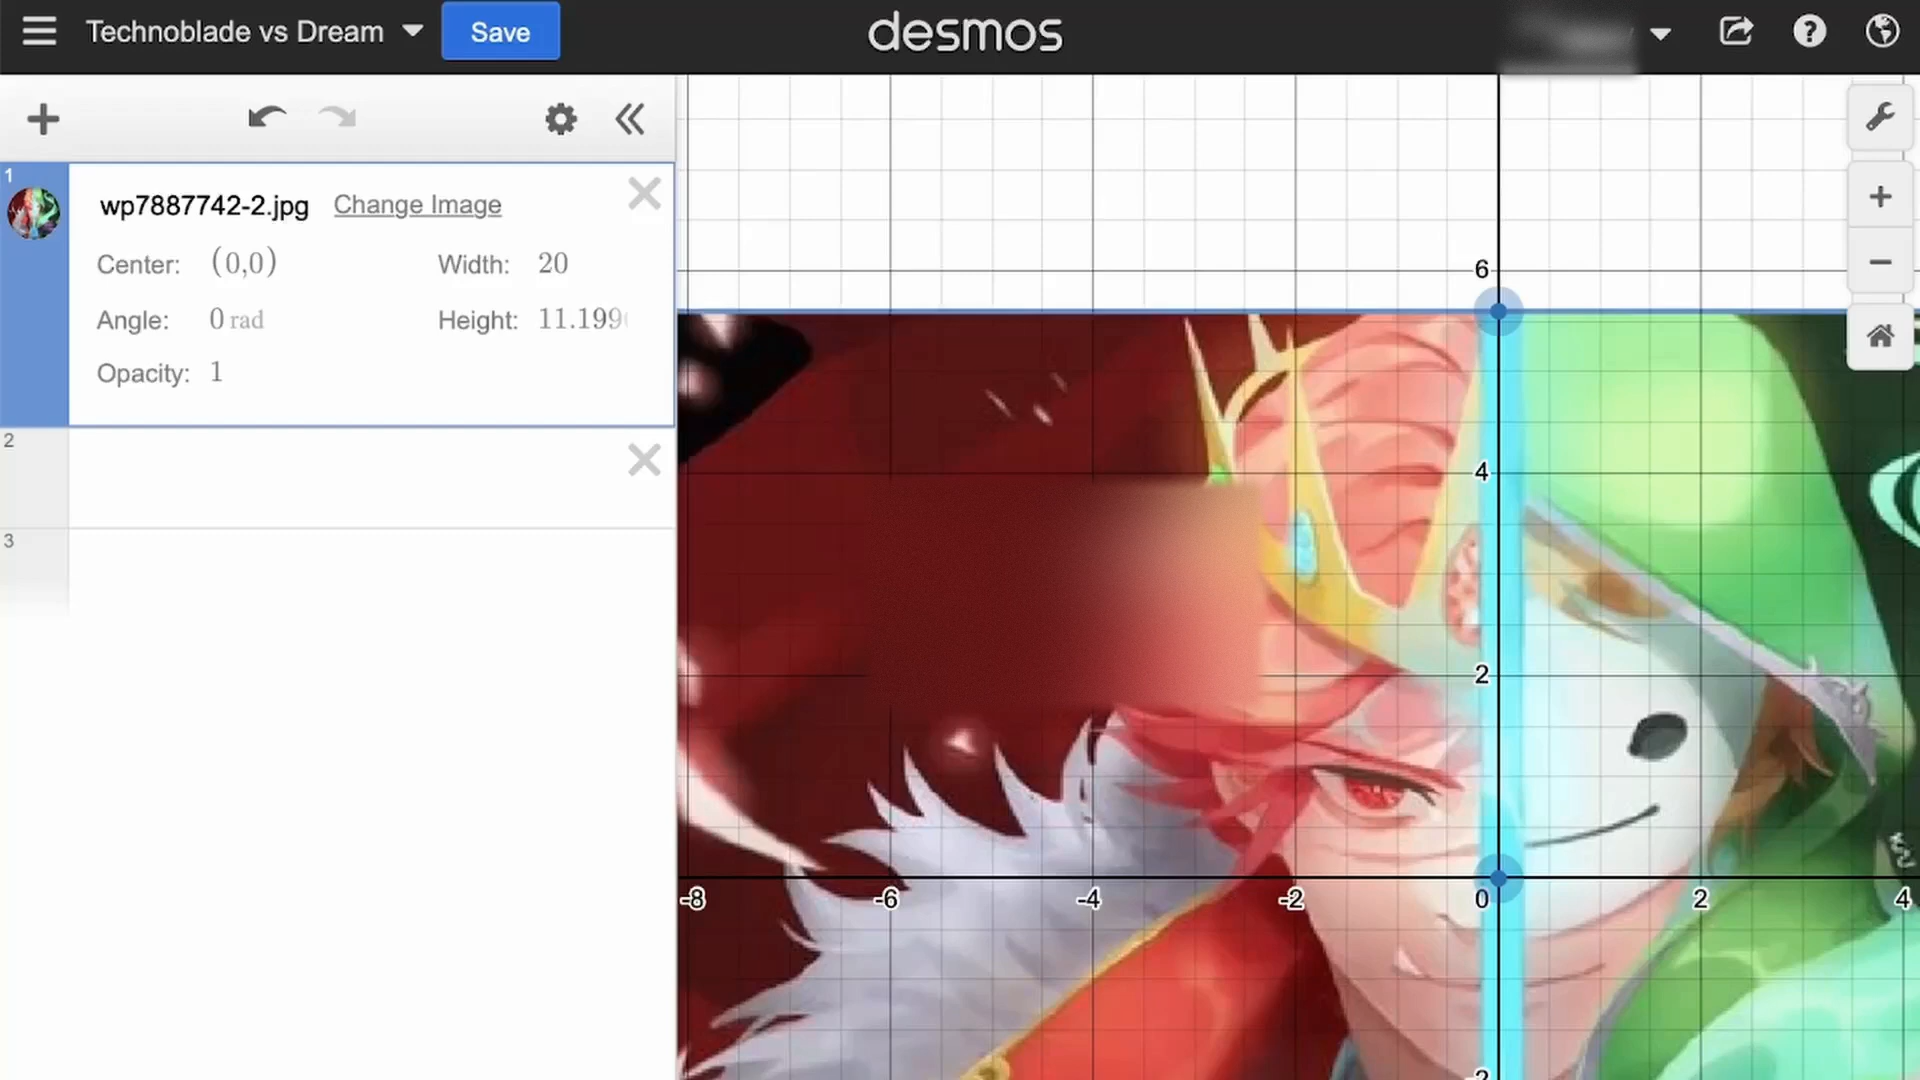 Technoblade vs Dream Save desmos
1
wp7887742-2.jpg Change Image
Center: (0,0) Width: 20
Angle: 0 rad Height: 11.199
Opacity: 1
2
3
6
4
2
-8 -6 -4 -2 0 2 4
-2